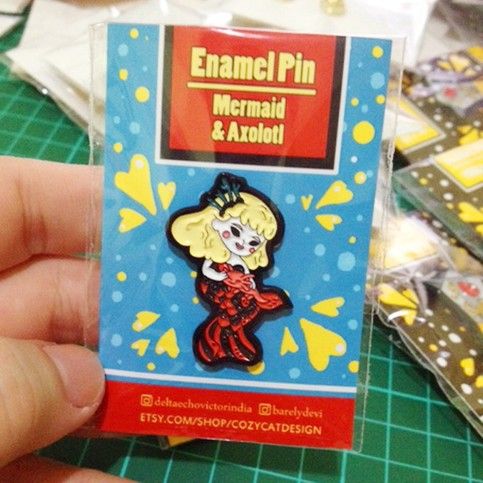 Enamel Pin
Mermaid
& Axolotl
deltaechovictorindia barelydevi
ETSY.COM/SHOP/COZYCATDESIGN